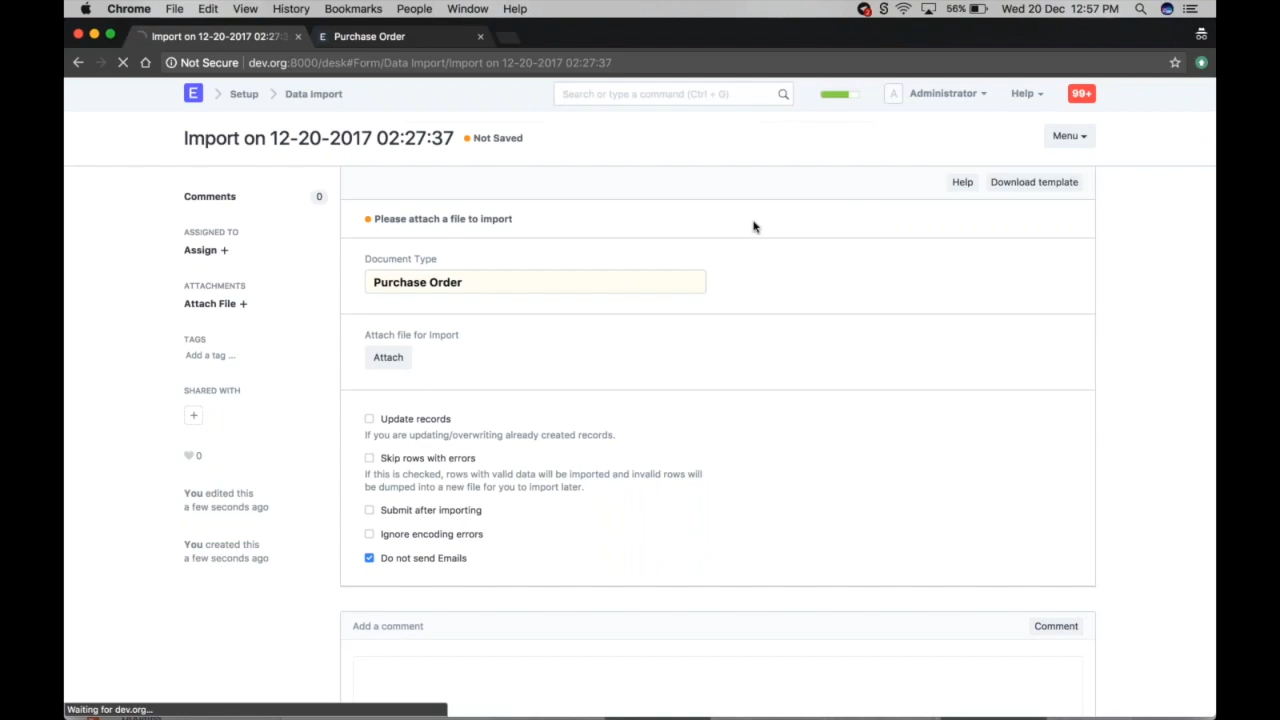 Chrome File Edit View History Bookmarks People Window Help 56% Wed 20 Dec 12:57 PM
Import on 12-20-2017 02:27:3 E Purchase Order
Not Secure dev.org:8000/desk#Form/Data Import/Import on 12-20-2017 02:27:37
E Setup Data Import Search or type a command (Ctrl + G) A Administrator Help 99+
Import on 12-20-2017 02:27:37 Not Saved Menu
Comments 0 Help Download template
Please attach a file to import
ASSIGNED TO
Assign +
Document Type
Purchase Order
ATTACHMENTS
Attach File +
TAGS
Add a tag ...
Attach file for Import
Attach
SHARED WITH
+
0
Update records
If you are updating/overwriting already created records.
Skip rows with errors
If this is checked, rows with valid data will be imported and invalid rows will
be dumped into a new file for you to import later.
Submit after importing
Ignore encoding errors
Do not send Emails
You edited this
a few seconds ago
You created this
a few seconds ago
Add a comment Comment
Waiting for dev.org...